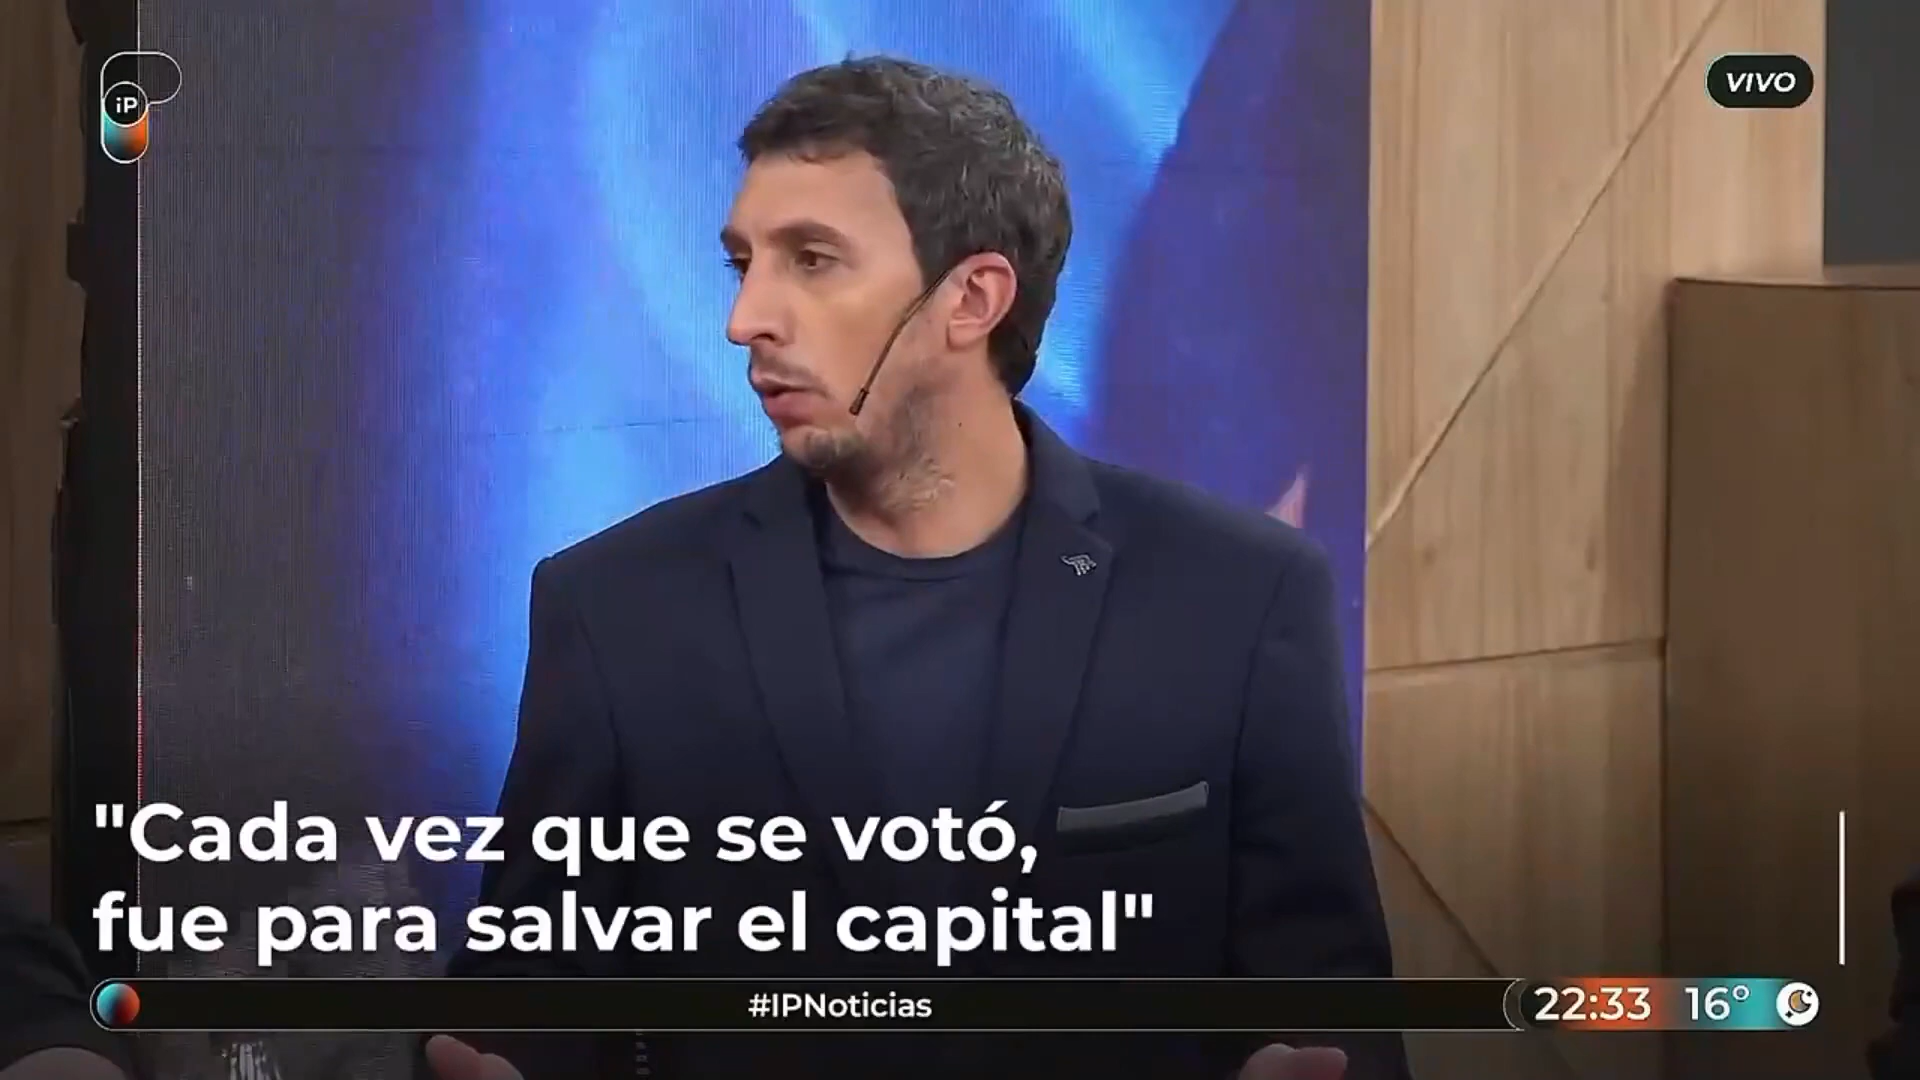 iP
VIVO
"Cada vez que se votó,
fue para salvar el capital"
#IPNoticias
22:33 16°